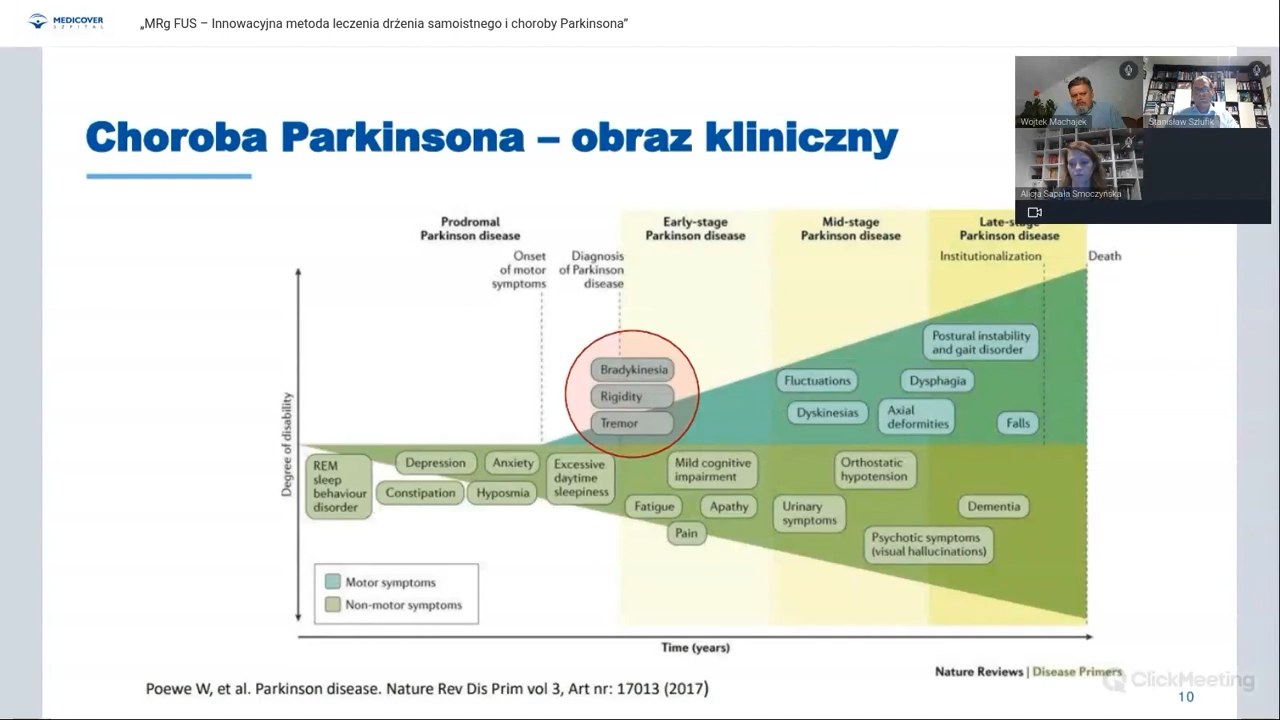 MEDICOVER
SZPITAL
„MRg FUS – Innowacyjna metoda leczenia drżenia samoistnego i choroby Parkinsona”
Wojtek Machajek
Stanisław Szlufik
Alicja Sapała Smoczyńska
Choroba Parkinsona – obraz kliniczny
Prodromal
Parkinson disease
Early-stage
Parkinson disease
Mid-stage
Parkinson disease
Late-stage
Parkinson disease
Onset
of motor
symptoms
Diagnosis
of Parkinson
disease
Institutionalization
Death
Degree of disability
Bradykinesia
Rigidity
Tremor
Fluctuations
Dyskinesias
Postural instability
and gait disorder
Dysphagia
Axial
deformities
Falls
REM
sleep
behaviour
disorder
Depression
Anxiety
Constipation
Hyposmia
Excessive
daytime
sleepiness
Mild cognitive
impairment
Fatigue
Apathy
Pain
Orthostatic
hypotension
Urinary
symptoms
Dementia
Psychotic symptoms
(visual hallucinations)
Motor symptoms
Non-motor symptoms
Time (years)
Nature Reviews | Disease Primers
Poewe W, et al. Parkinson disease. Nature Rev Dis Prim vol 3, Art nr: 17013 (2017)
ClickMeeting
10